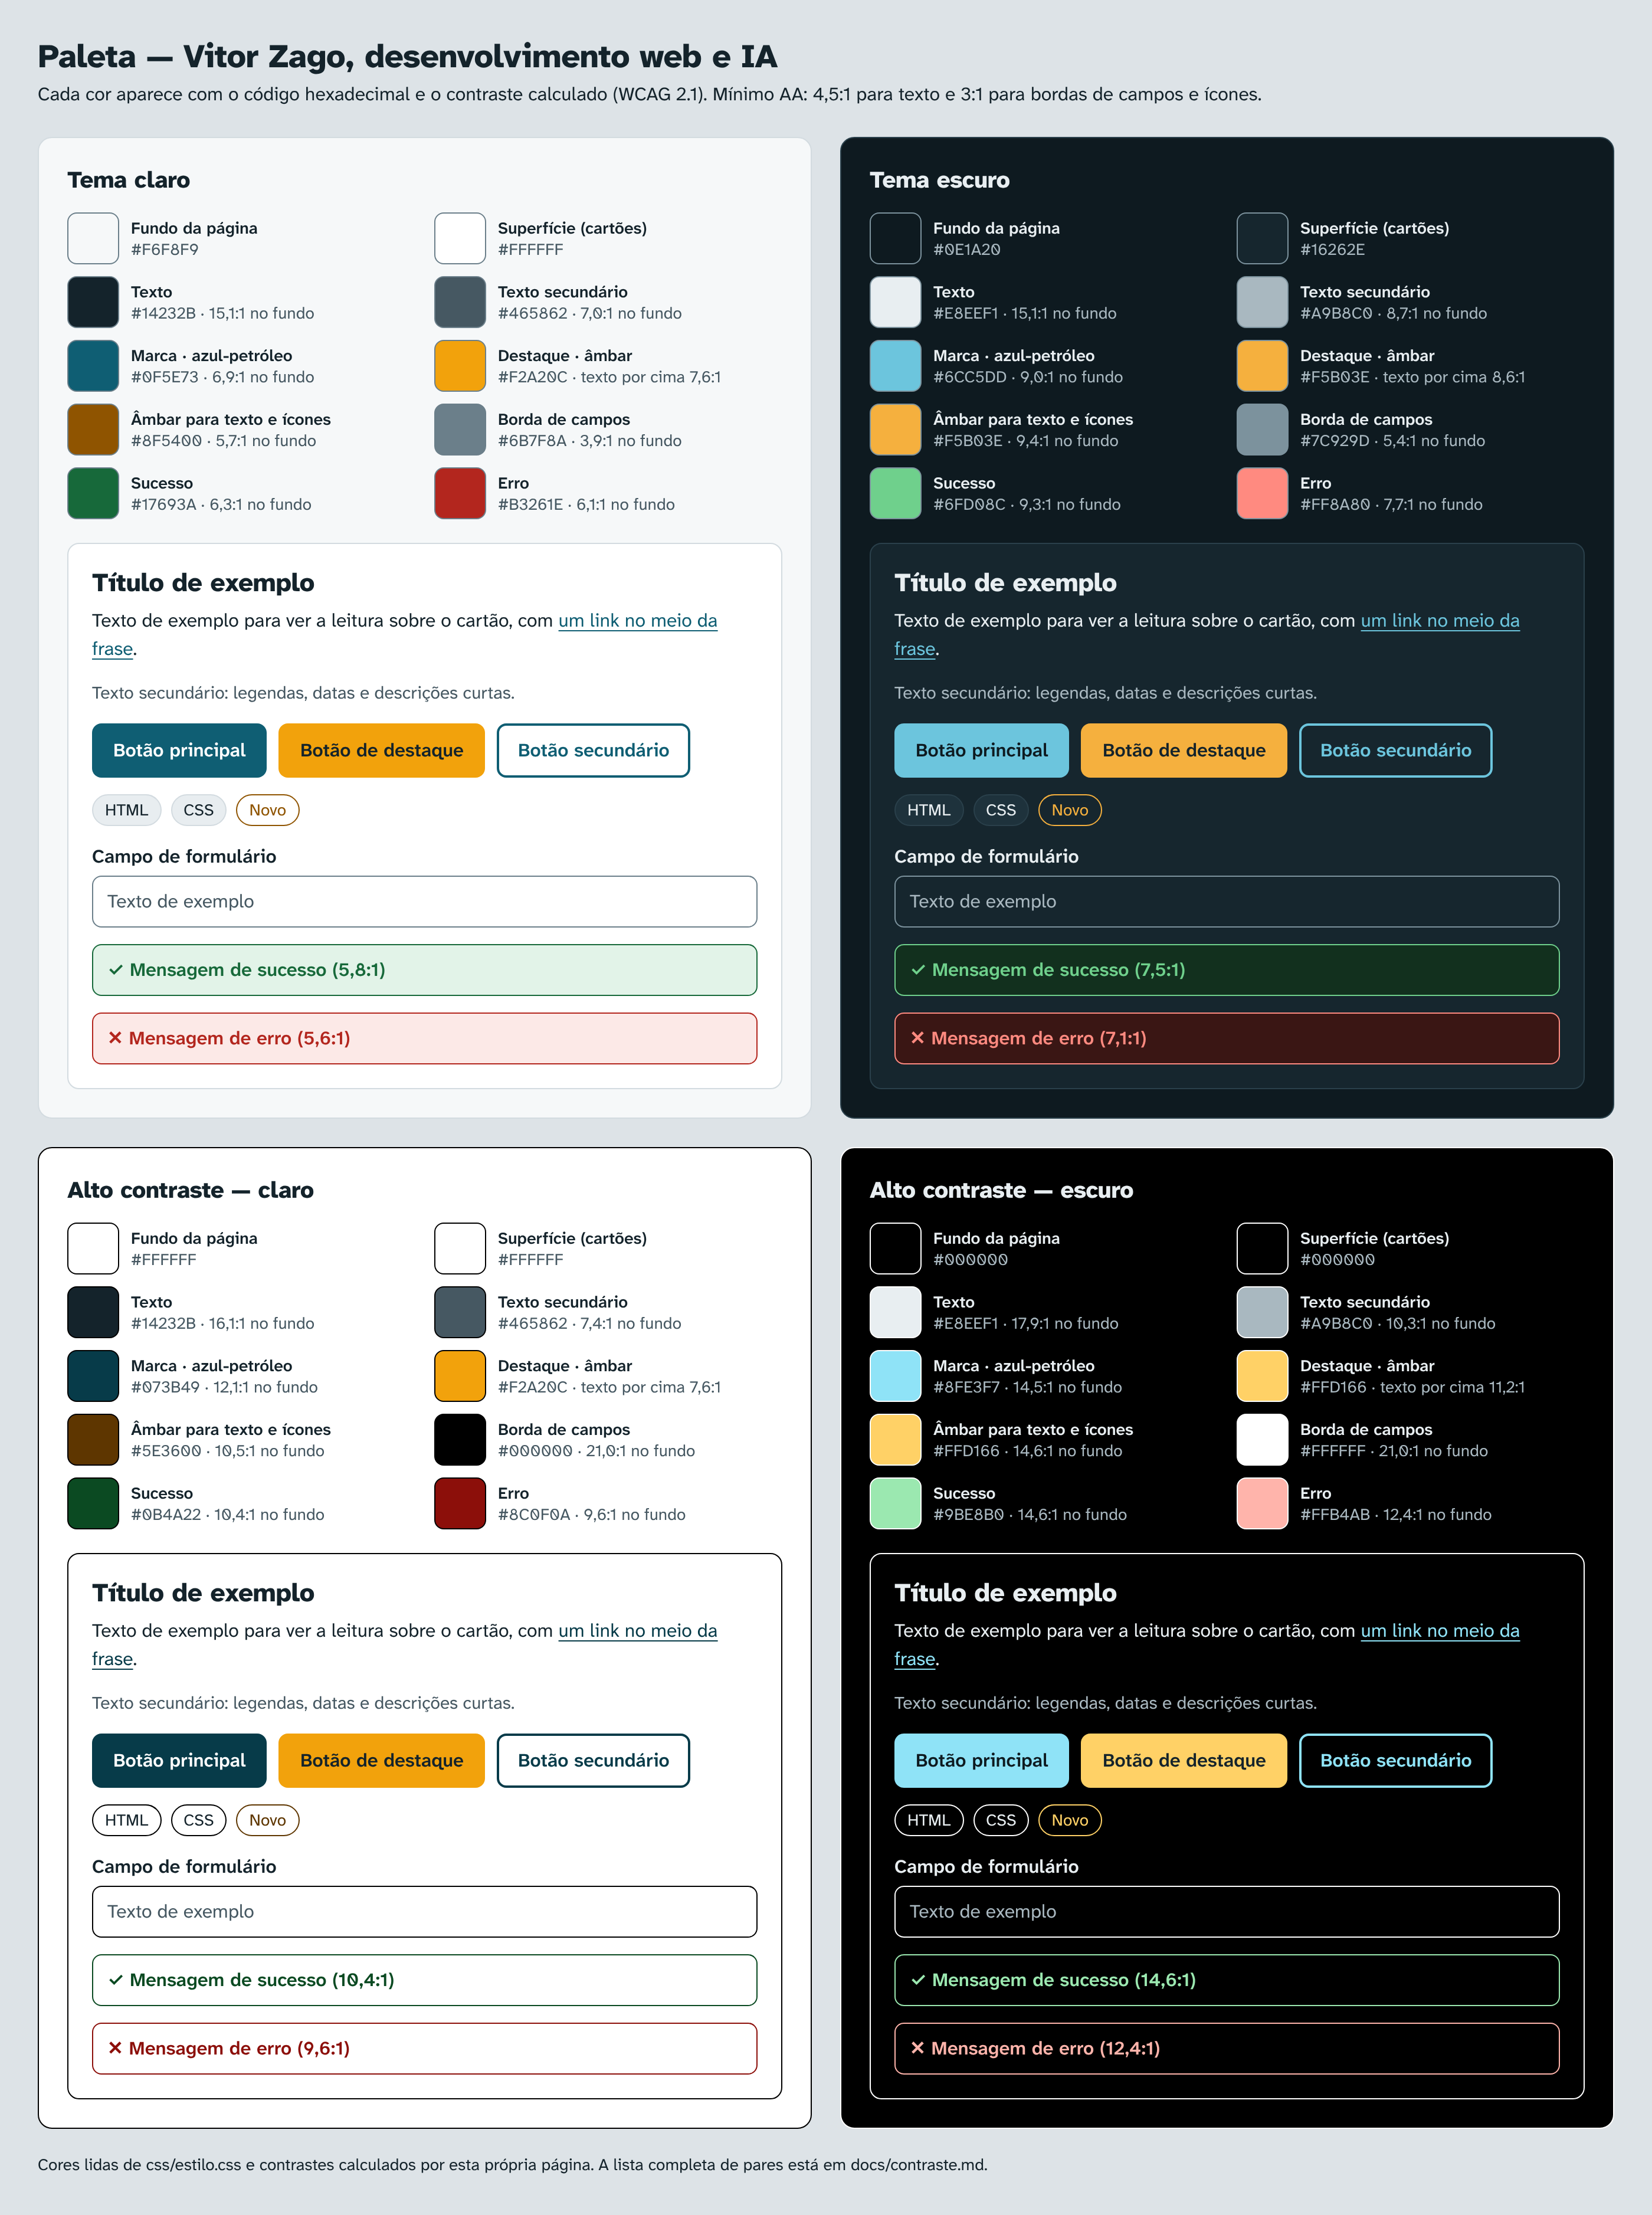 Paleta — Vitor Zago, desenvolvimento web e IA
Cada cor aparece com o código hexadecimal e o contraste calculado (WCAG 2.1). Mínimo AA: 4,5:1 para texto e 3:1 para bordas de campos e ícones.
Tema claro
Fundo da página
#F6F8F9
Superfície (cartões)
#FFFFFF
Texto
#14232B · 15,1:1 no fundo
Texto secundário
#465862 · 7,0:1 no fundo
Marca · azul-petróleo
#0F5E73 · 6,9:1 no fundo
Destaque · âmbar
#F2A20C · texto por cima 7,6:1
Âmbar para texto e ícones
#8F5400 · 5,7:1 no fundo
Borda de campos
#6B7F8A · 3,9:1 no fundo
Sucesso
#17693A · 6,3:1 no fundo
Erro
#B3261E · 6,1:1 no fundo
Título de exemplo
Texto de exemplo para ver a leitura sobre o cartão, com um link no meio da
frase.
Texto secundário: legendas, datas e descrições curtas.
Botão principal
Botão de destaque
Botão secundário
HTML
CSS
Novo
Campo de formulário
Texto de exemplo
✓ Mensagem de sucesso (5,8:1)
✕ Mensagem de erro (5,6:1)
Tema escuro
Fundo da página
#0E1A20
Superfície (cartões)
#16262E
Texto
#E8EEF1 · 15,1:1 no fundo
Texto secundário
#A9B8C0 · 8,7:1 no fundo
Marca · azul-petróleo
#6CC5DD · 9,0:1 no fundo
Destaque · âmbar
#F5B03E · texto por cima 8,6:1
Âmbar para texto e ícones
#F5B03E · 9,4:1 no fundo
Borda de campos
#7C929D · 5,4:1 no fundo
Sucesso
#6FD08C · 9,3:1 no fundo
Erro
#FF8A80 · 7,7:1 no fundo
Título de exemplo
Texto de exemplo para ver a leitura sobre o cartão, com um link no meio da
frase.
Texto secundário: legendas, datas e descrições curtas.
Botão principal
Botão de destaque
Botão secundário
HTML
CSS
Novo
Campo de formulário
Texto de exemplo
✓ Mensagem de sucesso (7,5:1)
✕ Mensagem de erro (7,1:1)
Alto contraste — claro
Fundo da página
#FFFFFF
Superfície (cartões)
#FFFFFF
Texto
#14232B · 16,1:1 no fundo
Texto secundário
#465862 · 7,4:1 no fundo
Marca · azul-petróleo
#073B49 · 12,1:1 no fundo
Destaque · âmbar
#F2A20C · texto por cima 7,6:1
Âmbar para texto e ícones
#5E3600 · 10,5:1 no fundo
Borda de campos
#000000 · 21,0:1 no fundo
Sucesso
#0B4A22 · 10,4:1 no fundo
Erro
#8C0F0A · 9,6:1 no fundo
Título de exemplo
Texto de exemplo para ver a leitura sobre o cartão, com um link no meio da
frase.
Texto secundário: legendas, datas e descrições curtas.
Botão principal
Botão de destaque
Botão secundário
HTML
CSS
Novo
Campo de formulário
Texto de exemplo
✓ Mensagem de sucesso (10,4:1)
✕ Mensagem de erro (9,6:1)
Alto contraste — escuro
Fundo da página
#000000
Superfície (cartões)
#000000
Texto
#E8EEF1 · 17,9:1 no fundo
Texto secundário
#A9B8C0 · 10,3:1 no fundo
Marca · azul-petróleo
#8FE3F7 · 14,5:1 no fundo
Destaque · âmbar
#FFD166 · texto por cima 11,2:1
Âmbar para texto e ícones
#FFD166 · 14,6:1 no fundo
Borda de campos
#FFFFFF · 21,0:1 no fundo
Sucesso
#9BE8B0 · 14,6:1 no fundo
Erro
#FFB4AB · 12,4:1 no fundo
Título de exemplo
Texto de exemplo para ver a leitura sobre o cartão, com um link no meio da
frase.
Texto secundário: legendas, datas e descrições curtas.
Botão principal
Botão de destaque
Botão secundário
HTML
CSS
Novo
Campo de formulário
Texto de exemplo
✓ Mensagem de sucesso (14,6:1)
✕ Mensagem de erro (12,4:1)
Cores lidas de css/estilo.css e contrastes calculados por esta própria página. A lista completa de pares está em docs/contraste.md.